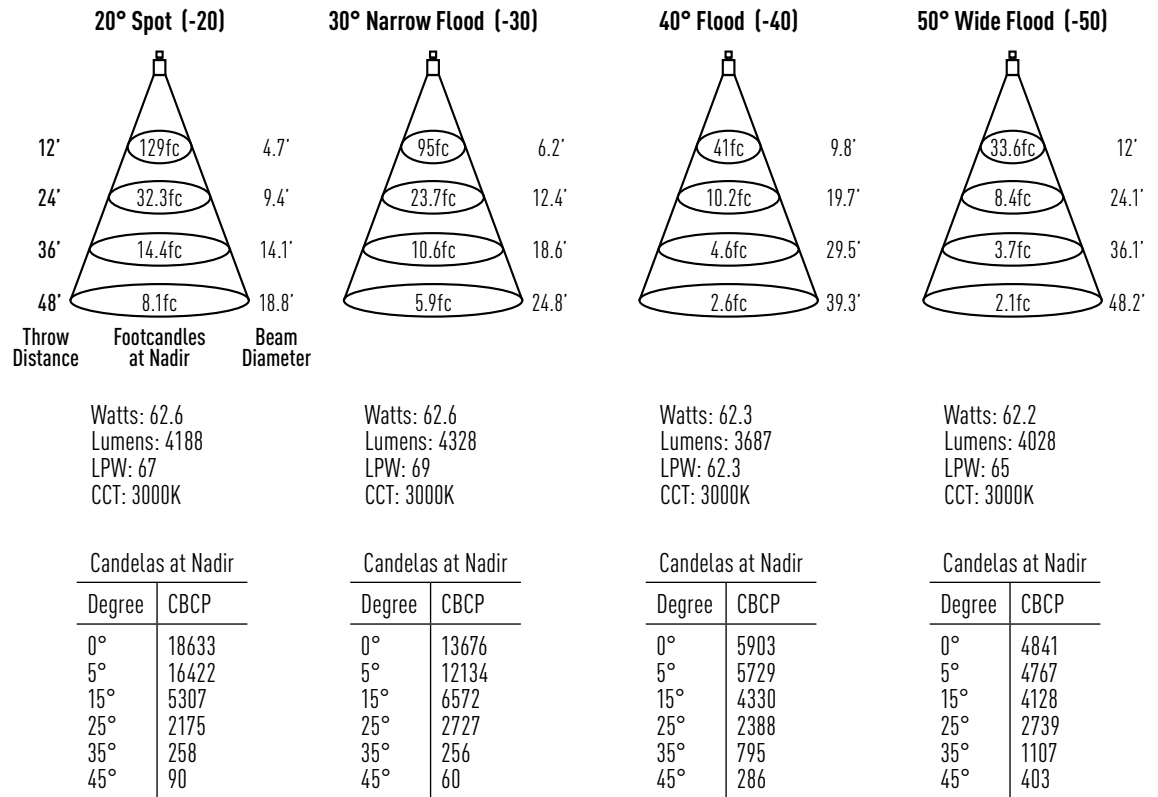 20° Spot (-20)
30° Narrow Flood (-30)
40° Flood (-40)
50° Wide Flood (-50)
12' 129fc 4.7' 95fc 6.2' 41fc 9.8' 33.6fc 12'
24' 32.3fc 9.4' 23.7fc 12.4' 10.2fc 19.7' 8.4fc 24.1'
36' 14.4fc 14.1' 10.6fc 18.6' 4.6fc 29.5' 3.7fc 36.1'
48' 8.1fc 18.8' 5.9fc 24.8' 2.6fc 39.3' 2.1fc 48.2'
Throw
Distance
Footcandles
at Nadir
Beam
Diameter
Watts: 62.6
Lumens: 4188
LPW: 67
CCT: 3000K
Watts: 62.6
Lumens: 4328
LPW: 69
CCT: 3000K
Watts: 62.3
Lumens: 3687
LPW: 62.3
CCT: 3000K
Watts: 62.2
Lumens: 4028
LPW: 65
CCT: 3000K
Candelas at Nadir
Degree CBCP
0° 18633
5° 16422
15° 5307
25° 2175
35° 258
45° 90
Candelas at Nadir
Degree CBCP
0° 13676
5° 12134
15° 6572
25° 2727
35° 256
45° 60
Candelas at Nadir
Degree CBCP
0° 5903
5° 5729
15° 4330
25° 2388
35° 795
45° 286
Candelas at Nadir
Degree CBCP
0° 4841
5° 4767
15° 4128
25° 2739
35° 1107
45° 403